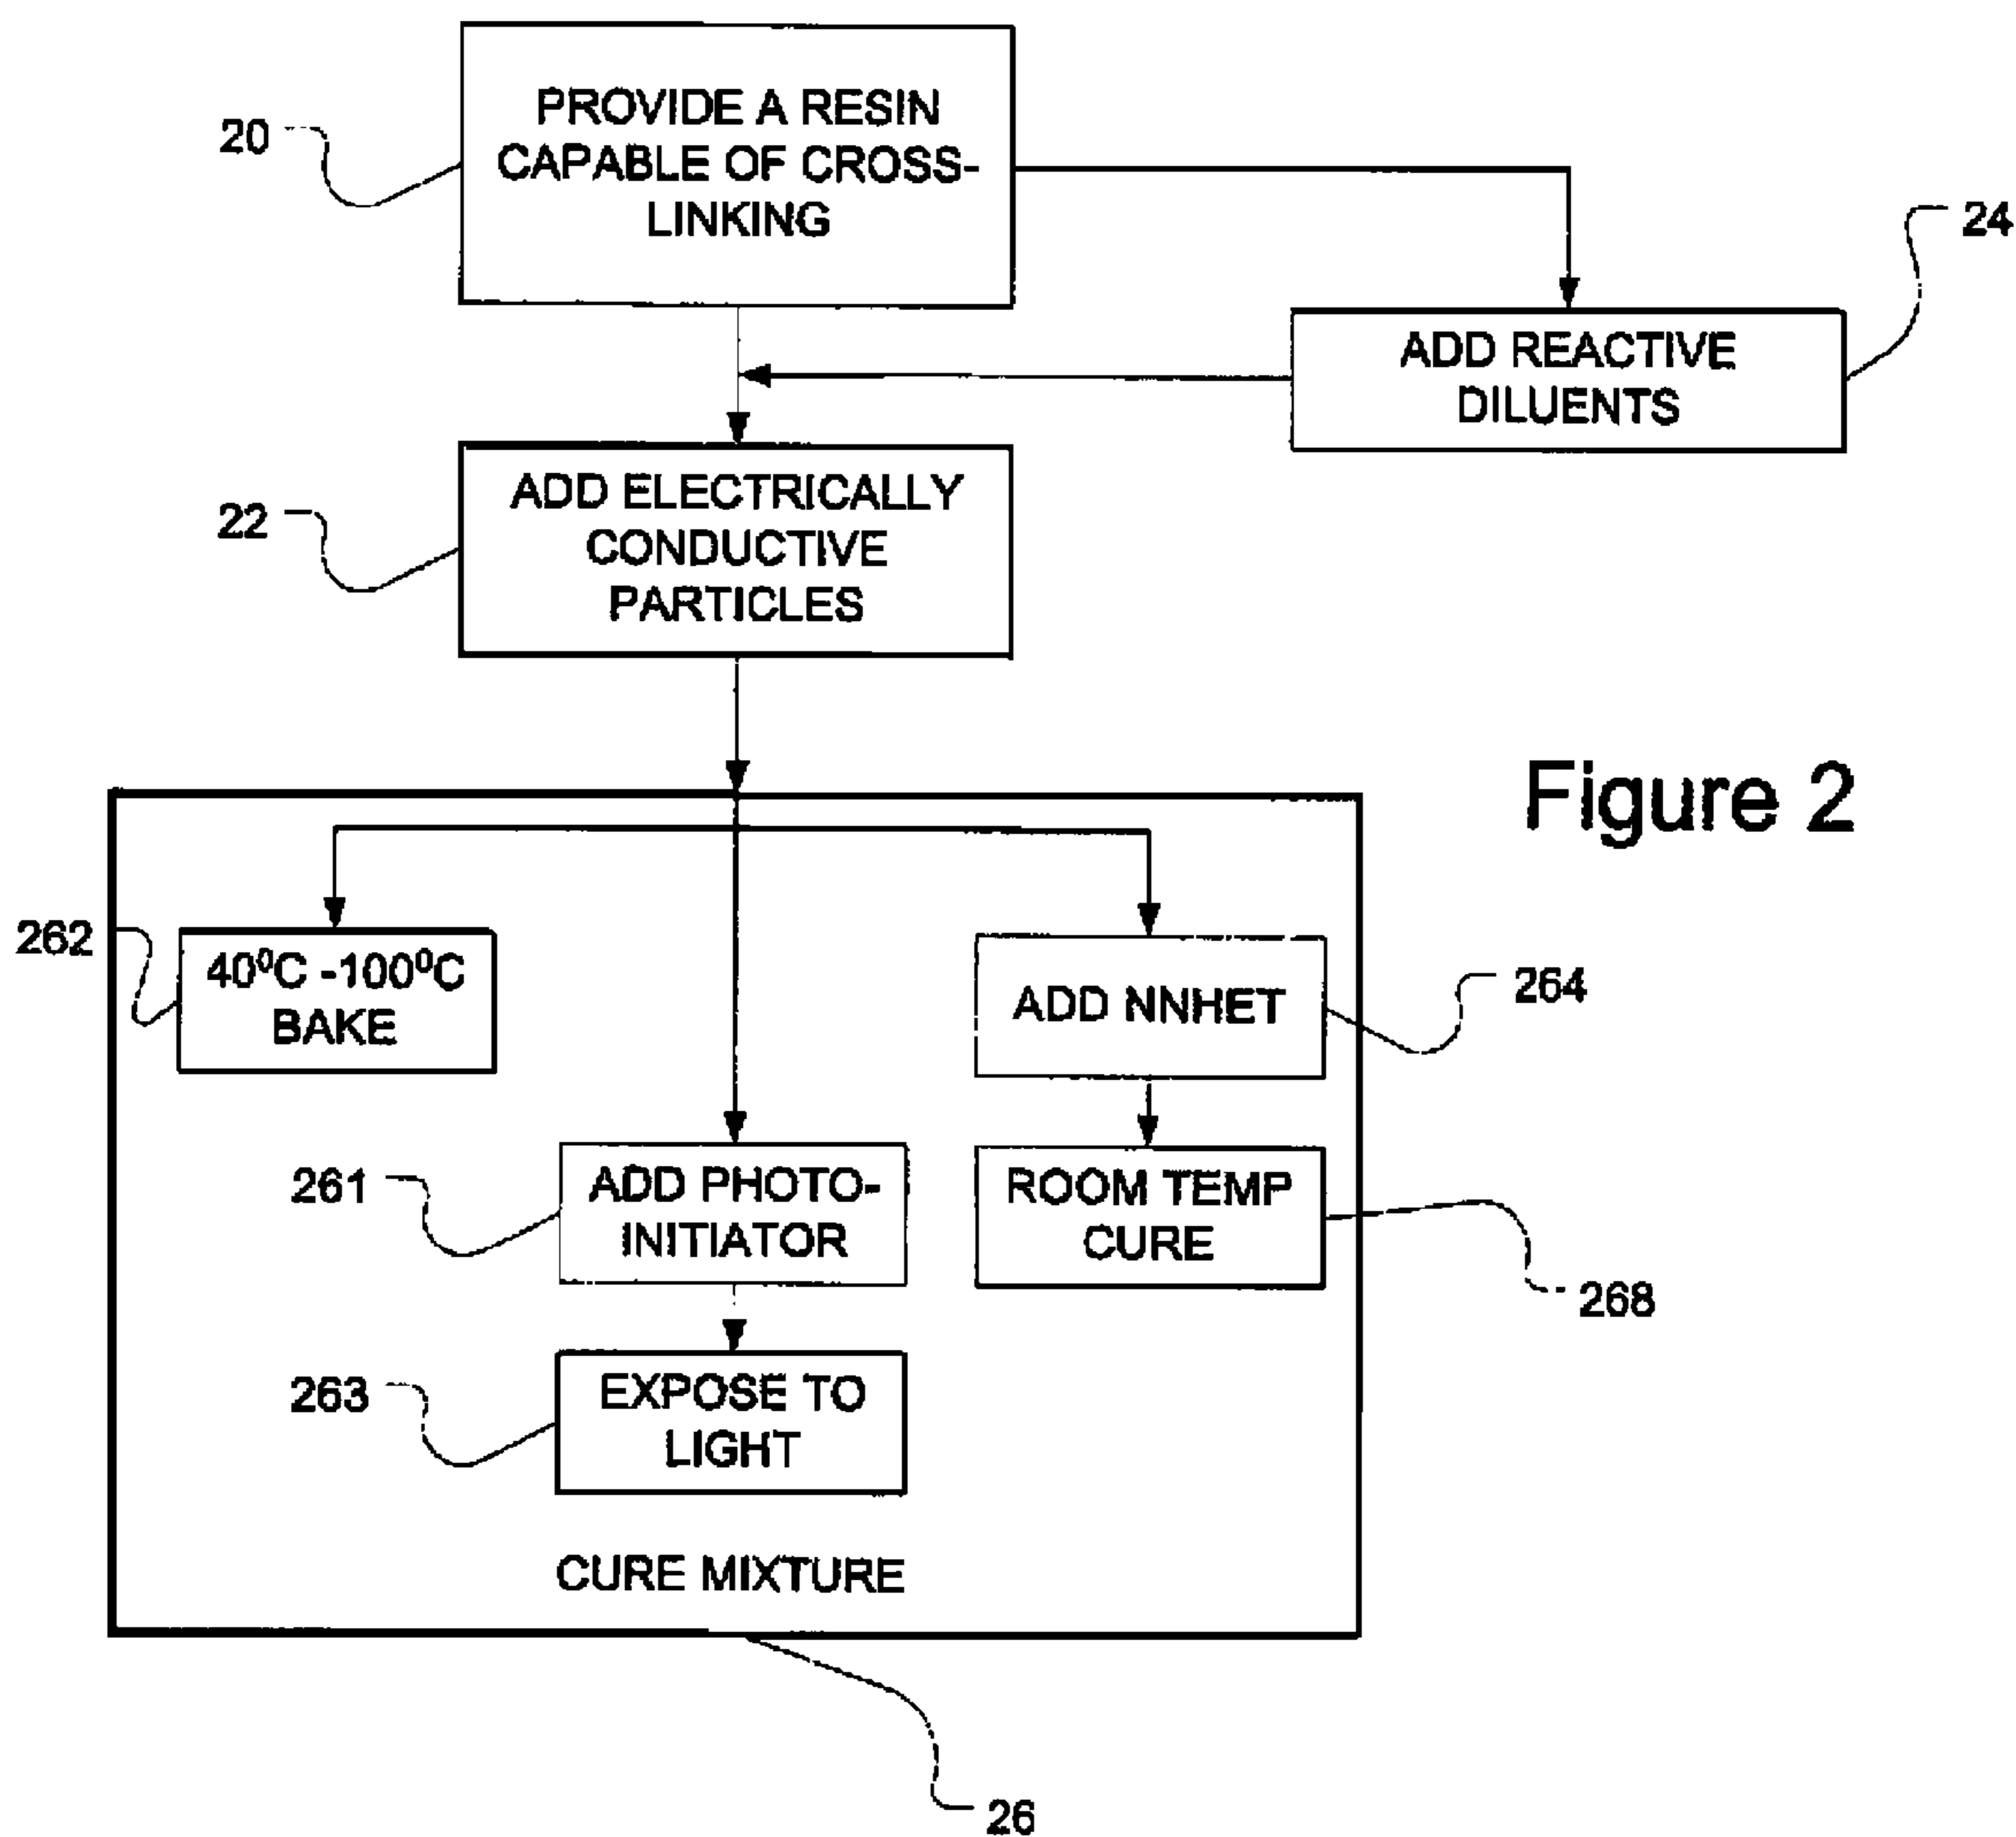 PROVIDE A RESIN
CAPABLE OF CROSS-
LINKING
20
24
ADD REACTIVE
DILUENTS
ADD ELECTRICALLY
CONDUCTIVE
PARTICLES
22
Figure 2
262
40⁰C -100⁰C
BAKE
ADD NNHET
264
261
ADD PHOTO-
INITIATOR
ROOM TEMP
CURE
268
263
EXPOSE TO
LIGHT
CURE MIXTURE
26